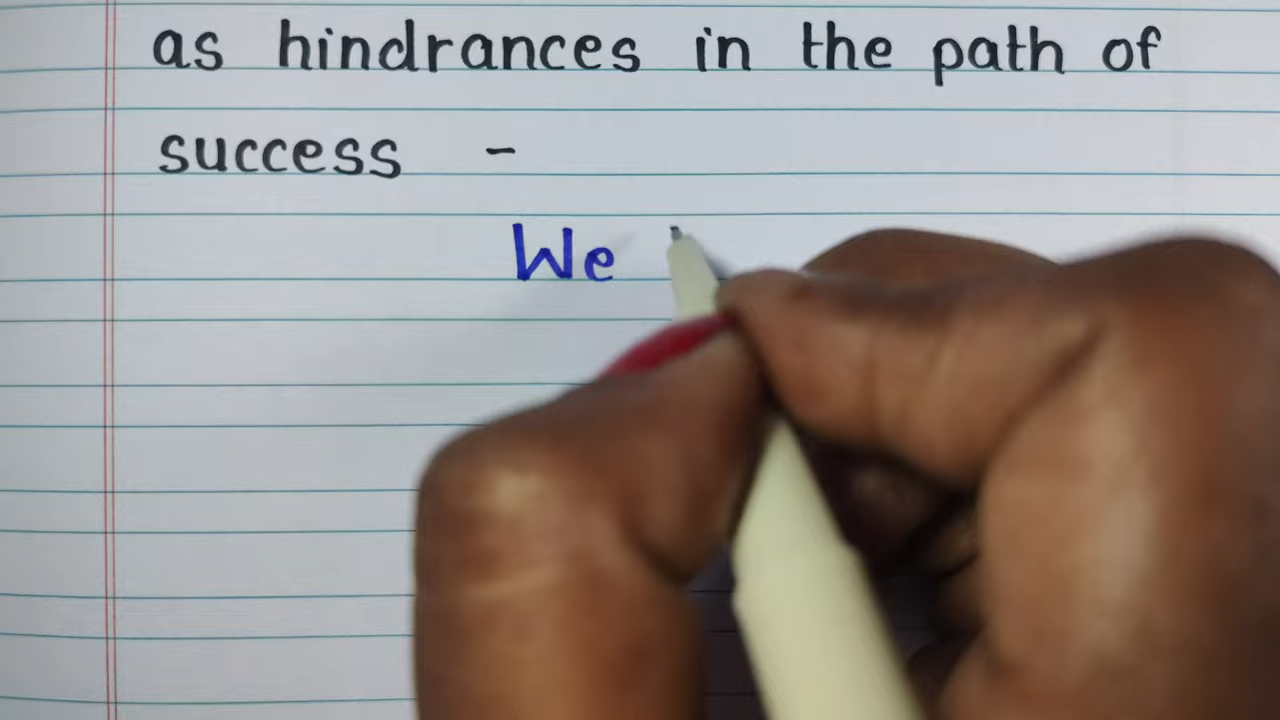 as hindrances in the path of
success -
We